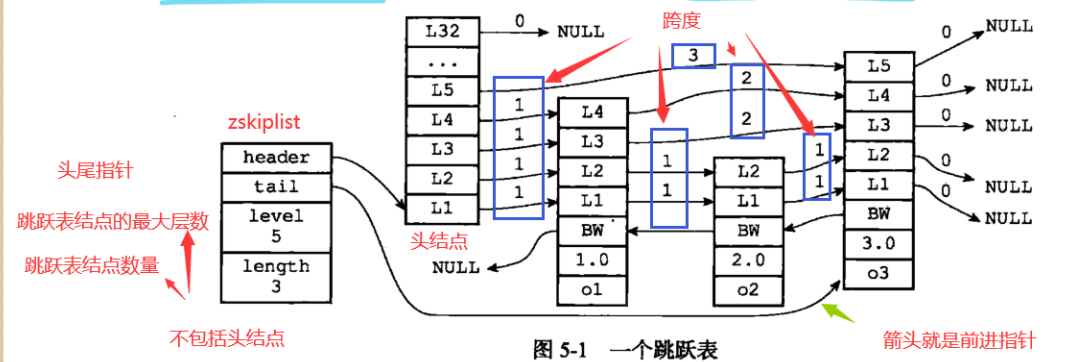 跨度
L32
0
NULL
...
L5
L4
L3
L2
L1
头结点
1
1
1
1
3
2
2
1
1
1
1
L4
L3
L2
L1
BW
1.0
o1
NULL
L2
L1
BW
2.0
o2
L5
L4
L3
L2
L1
BW
3.0
o3
0
NULL
0
NULL
0
NULL
0
NULL
0
NULL
zskiplist
header
tail
level
5
length
3
头尾指针
跳跃表结点的最大层数
跳跃表结点数量
不包括头结点
箭头就是前进指针
图 5-1 一个跳跃表